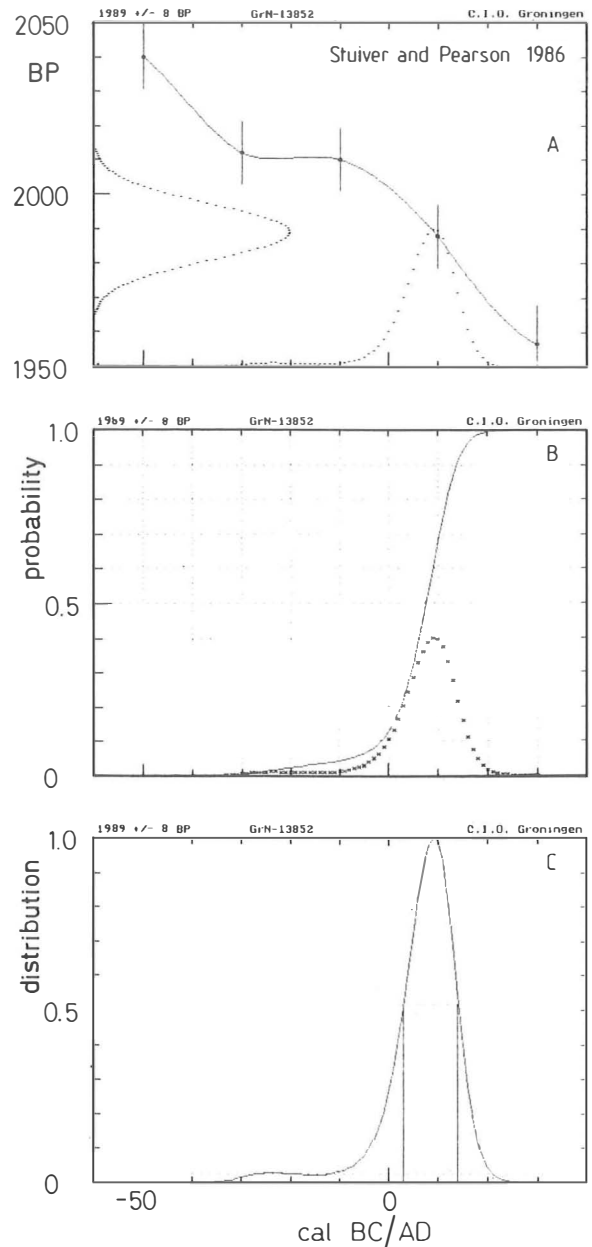 1989 +/- 8 BP GrN-13852 C.I.O. Groningen
2050
BP
Stuiver and Pearson 1986
A
2000
1950
1969 +/- 8 BP GrN-13852 C.I.O. Groningen
1.0
B
probability
0.5
0
1989 +/- 8 BP GrN-13852 C.I.O. Groningen
1.0
C
distribution
0.5
0
-50 0
cal BC/AD